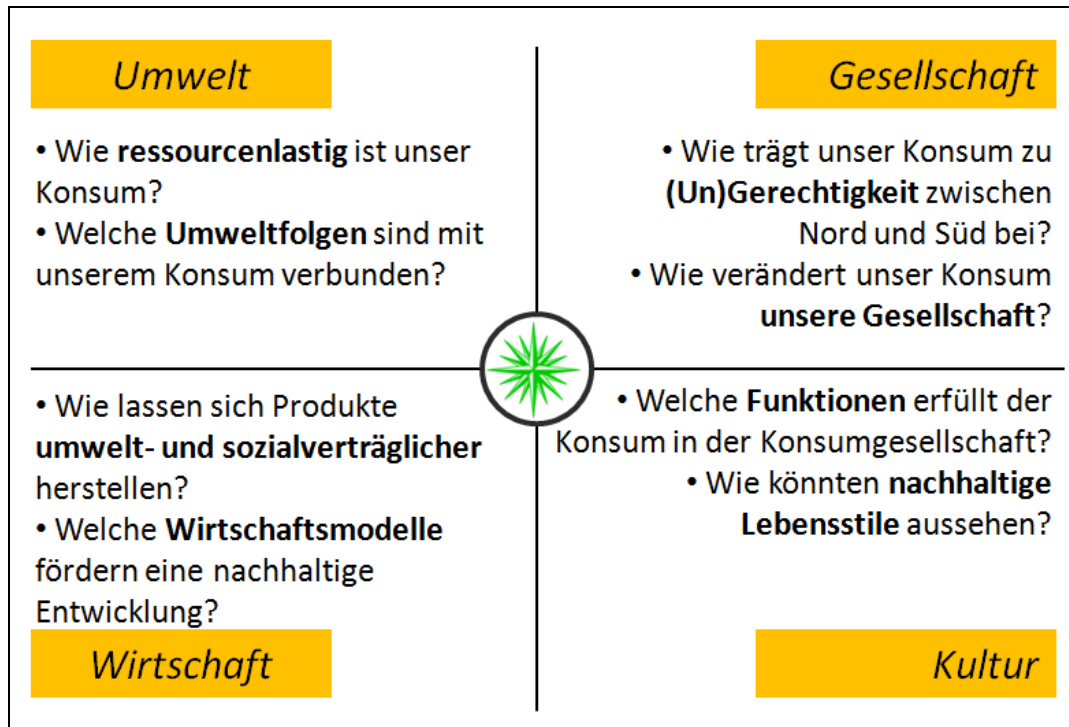 Umwelt
• Wie ressourcenlastig ist unser
Konsum?
• Welche Umweltfolgen sind mit
unserem Konsum verbunden?
Gesellschaft
• Wie trägt unser Konsum zu
(Un)Gerechtigkeit zwischen
Nord und Süd bei?
• Wie verändert unser Konsum
unsere Gesellschaft?
• Wie lassen sich Produkte
umwelt- und sozialverträglicher
herstellen?
• Welche Wirtschaftsmodelle
fördern eine nachhaltige
Entwicklung?
Wirtschaft
• Welche Funktionen erfüllt der
Konsum in der Konsumgesellschaft?
• Wie könnten nachhaltige
Lebensstile aussehen?
Kultur